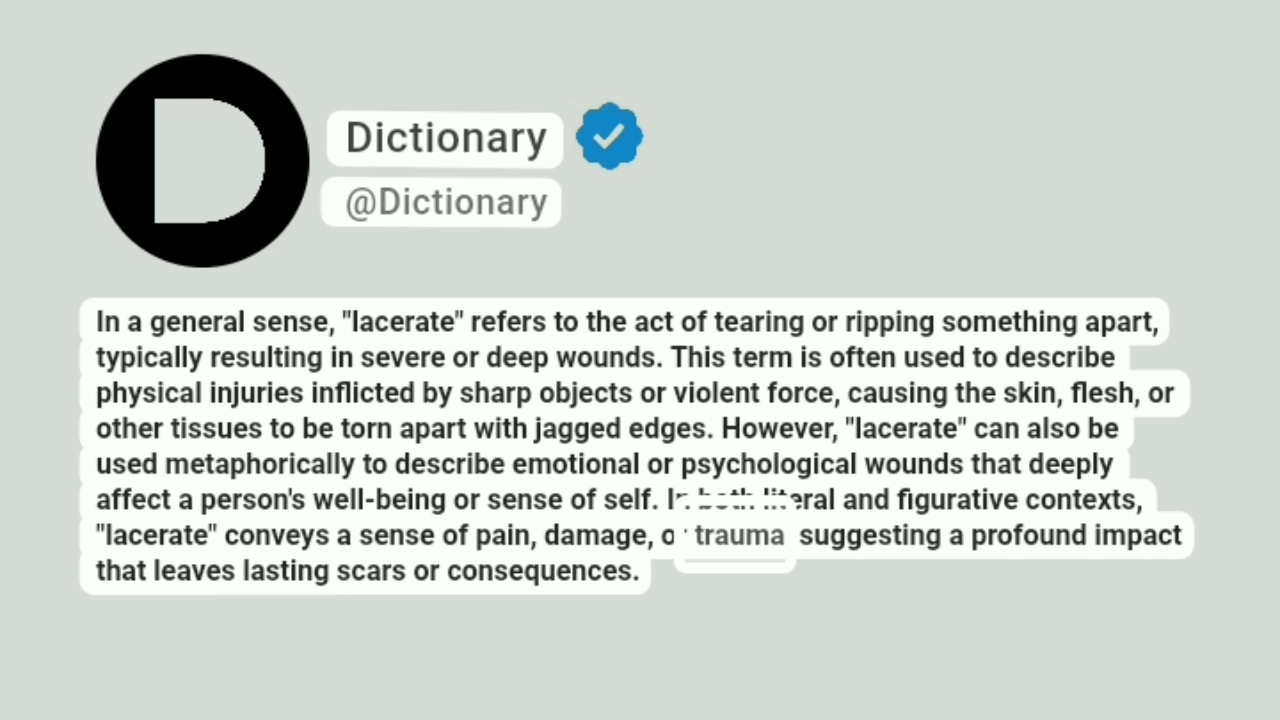 D
Dictionary
@Dictionary
In a general sense, "lacerate" refers to the act of tearing or ripping something apart,
typically resulting in severe or deep wounds. This term is often used to describe
physical injuries inflicted by sharp objects or violent force, causing the skin, flesh, or
other tissues to be torn apart with jagged edges. However, "lacerate" can also be
used metaphorically to describe emotional or psychological wounds that deeply
affect a person's well-being or sense of self. In both literal and figurative contexts,
"lacerate" conveys a sense of pain, damage, or trauma suggesting a profound impact
that leaves lasting scars or consequences.